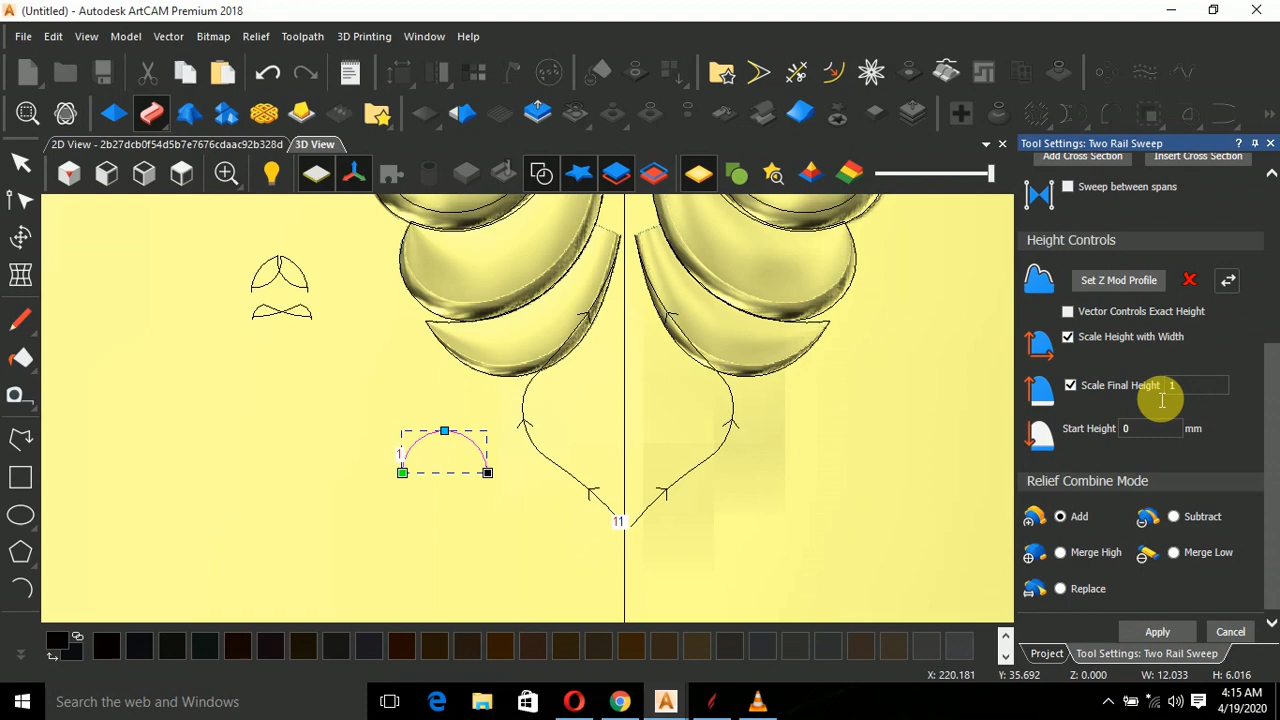 (Untitled) - Autodesk ArtCAM Premium 2018
File Edit View Model Vector Bitmap Relief Toolpath 3D Printing Window Help
2D View - 2b27dcb0f54d5b7e7676cdaac92b328d 3D View
Tool Settings: Two Rail Sweep
Add Cross Section Insert Cross Section
Sweep between spans
Height Controls
Set Z Mod Profile
Vector Controls Exact Height
Scale Height with Width
Scale Final Height 1
Start Height 0 mm
Relief Combine Mode
Add Subtract
Merge High Merge Low
Replace
Apply Cancel
1
11
Project Tool Settings: Two Rail Sweep
X: 220.181 Y: 35.692 Z: 0.000 W: 12.033 H: 6.016
Search the web and Windows
4:15 AM
4/19/2020